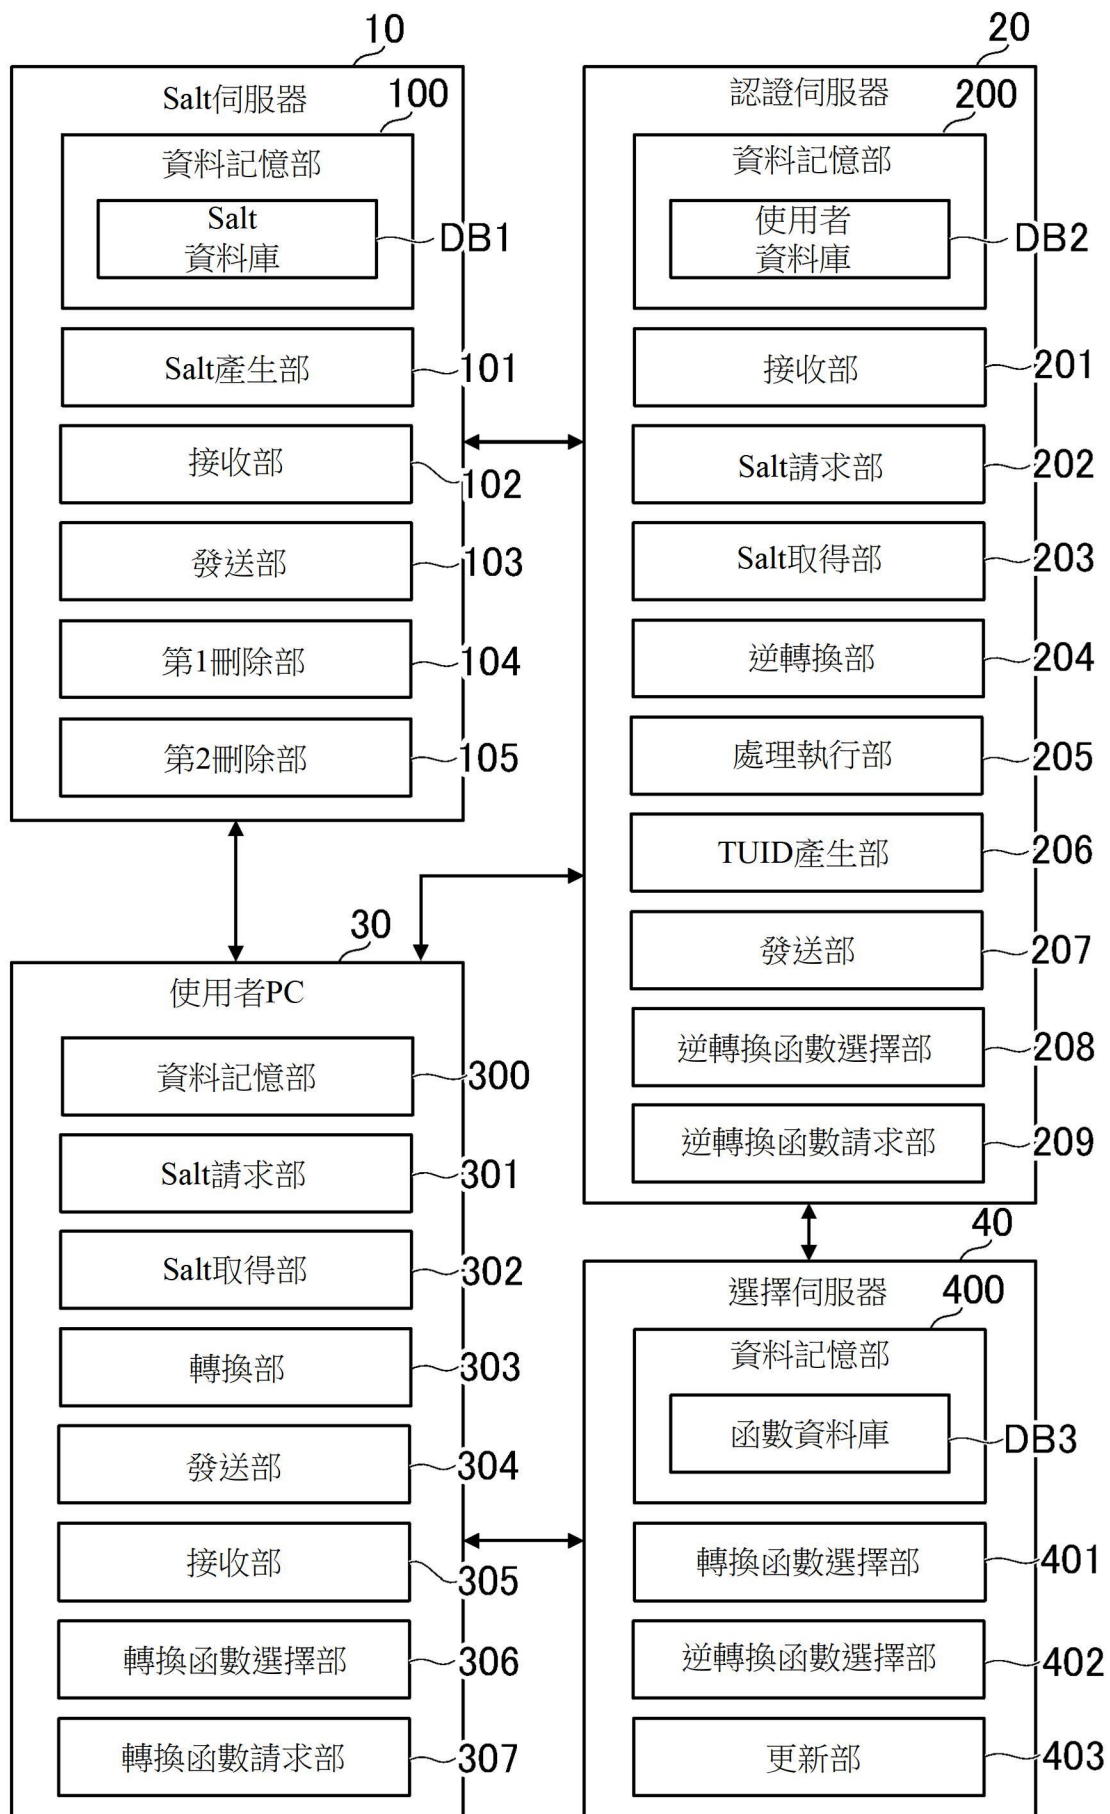 10
Salt伺服器
100
資料記憶部
Salt
資料庫
DB1
Salt產生部
101
接收部
102
發送部
103
第1刪除部
104
第2刪除部
105
20
認證伺服器
200
資料記憶部
使用者
資料庫
DB2
接收部
201
Salt請求部
202
Salt取得部
203
逆轉換部
204
處理執行部
205
TUID產生部
206
發送部
207
逆轉換函數選擇部
208
逆轉換函數請求部
209
30
使用者PC
資料記憶部
300
Salt請求部
301
Salt取得部
302
轉換部
303
發送部
304
接收部
305
轉換函數選擇部
306
轉換函數請求部
307
40
選擇伺服器
400
資料記憶部
函數資料庫
DB3
轉換函數選擇部
401
逆轉換函數選擇部
402
更新部
403